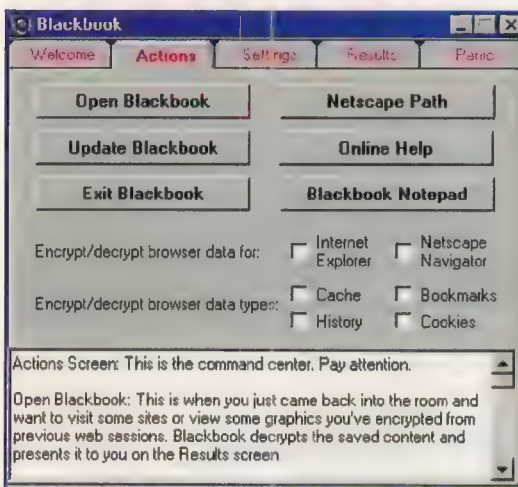 Blackbook
Welcome Actions Settings Results Panic
Open Blackbook Netscape Path
Update Blackbook Online Help
Exit Blackbook Blackbook Notepad
Encrypt/decrypt browser data for: Internet Explorer Netscape Navigator
Encrypt/decrypt browser data types: Cache Bookmarks
History Cookies
Actions Screen: This is the command center. Pay attention.
Open Blackbook: This is when you just came back into the room and
want to visit some sites or view some graphics you've encrypted from
previous web sessions. Blackbook decrypts the saved content and
presents it to you on the Results screen